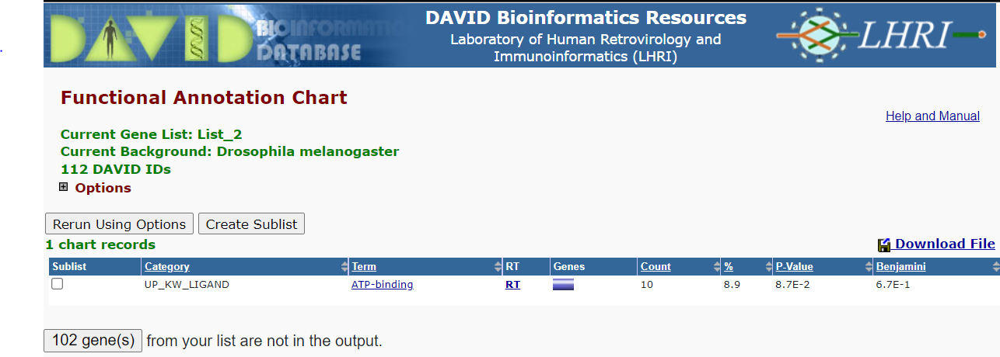 DAVID BIOINFORMATICS
DATABASE
DAVID Bioinformatics Resources
Laboratory of Human Retrovirology and
Immunoinformatics (LHRI)
LHRI
Functional Annotation Chart
Help and Manual
Current Gene List: List_2
Current Background: Drosophila melanogaster
112 DAVID IDs
Options
Rerun Using Options Create Sublist
1 chart records Download File
Sublist Category Term RT Genes Count % P-Value Benjamini
UP_KW_LIGAND ATP-binding RT 10 8.9 8.7E-2 6.7E-1
102 gene(s) from your list are not in the output.